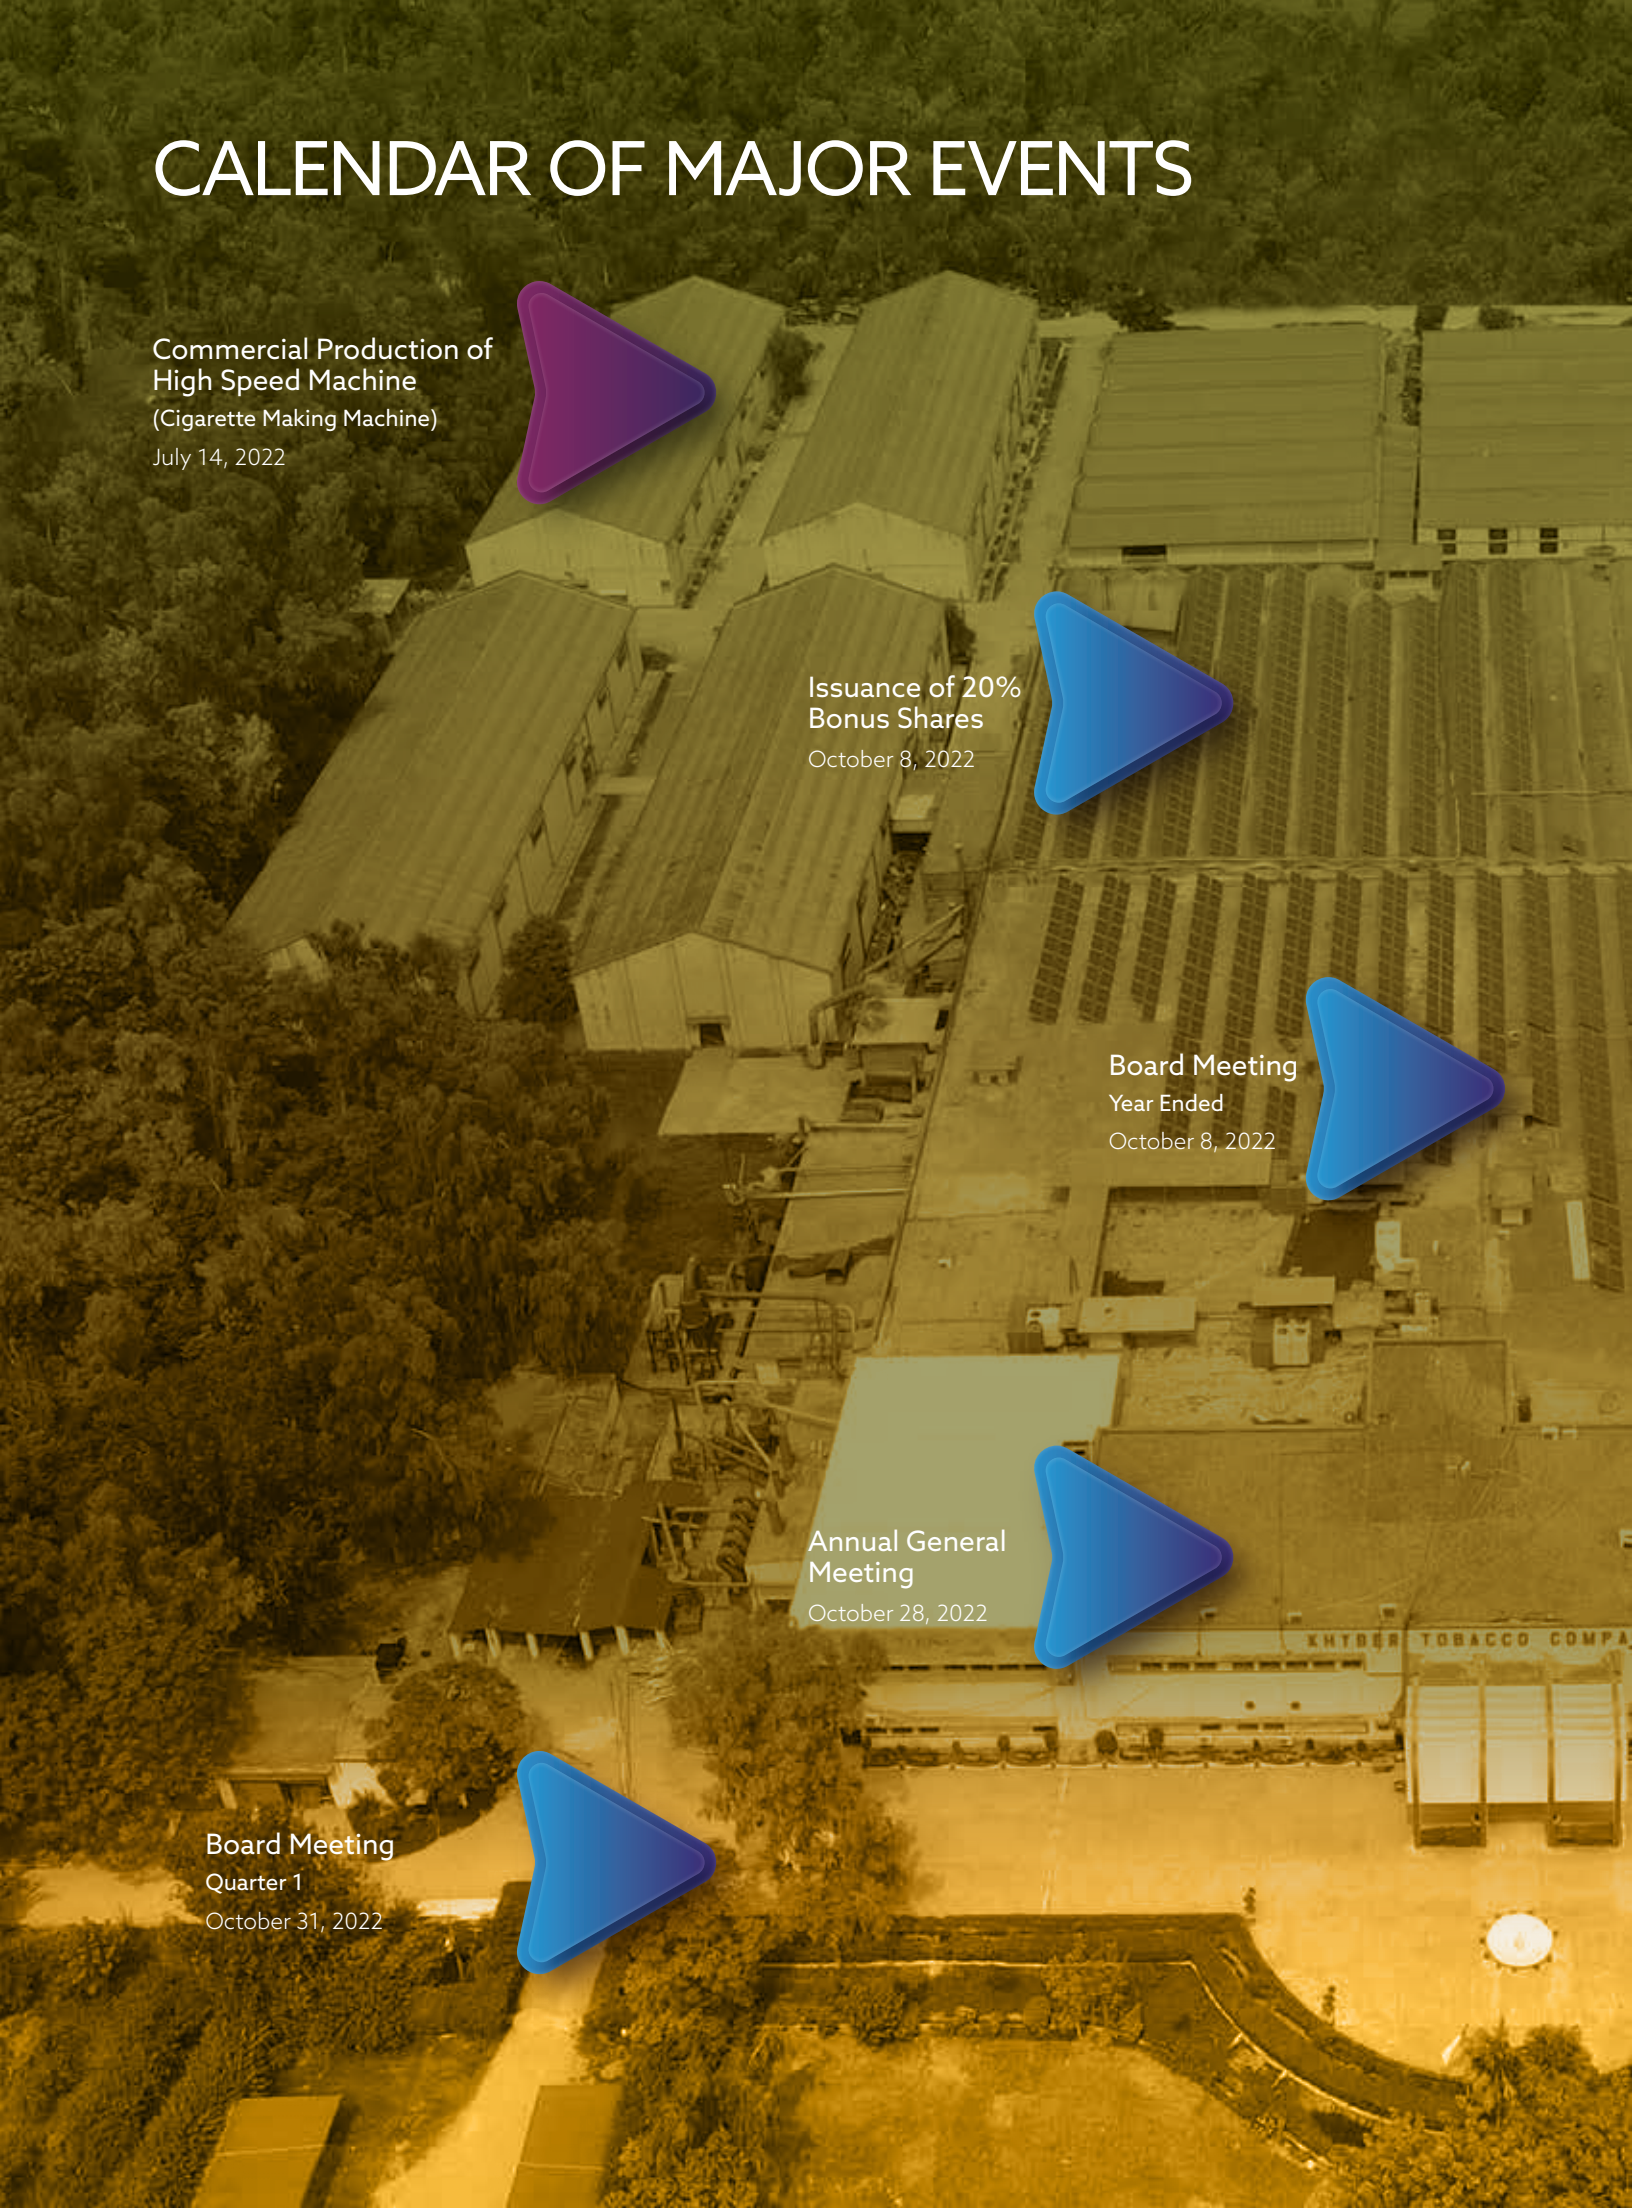 CALENDAR OF MAJOR EVENTS
Commercial Production of
High Speed Machine
(Cigarette Making Machine)
July 14, 2022
Issuance of 20%
Bonus Shares
October 8, 2022
Board Meeting
Year Ended
October 8, 2022
Annual General
Meeting
October 28, 2022
KHYBER TOBACCO COMPA
Board Meeting
Quarter 1
October 31, 2022